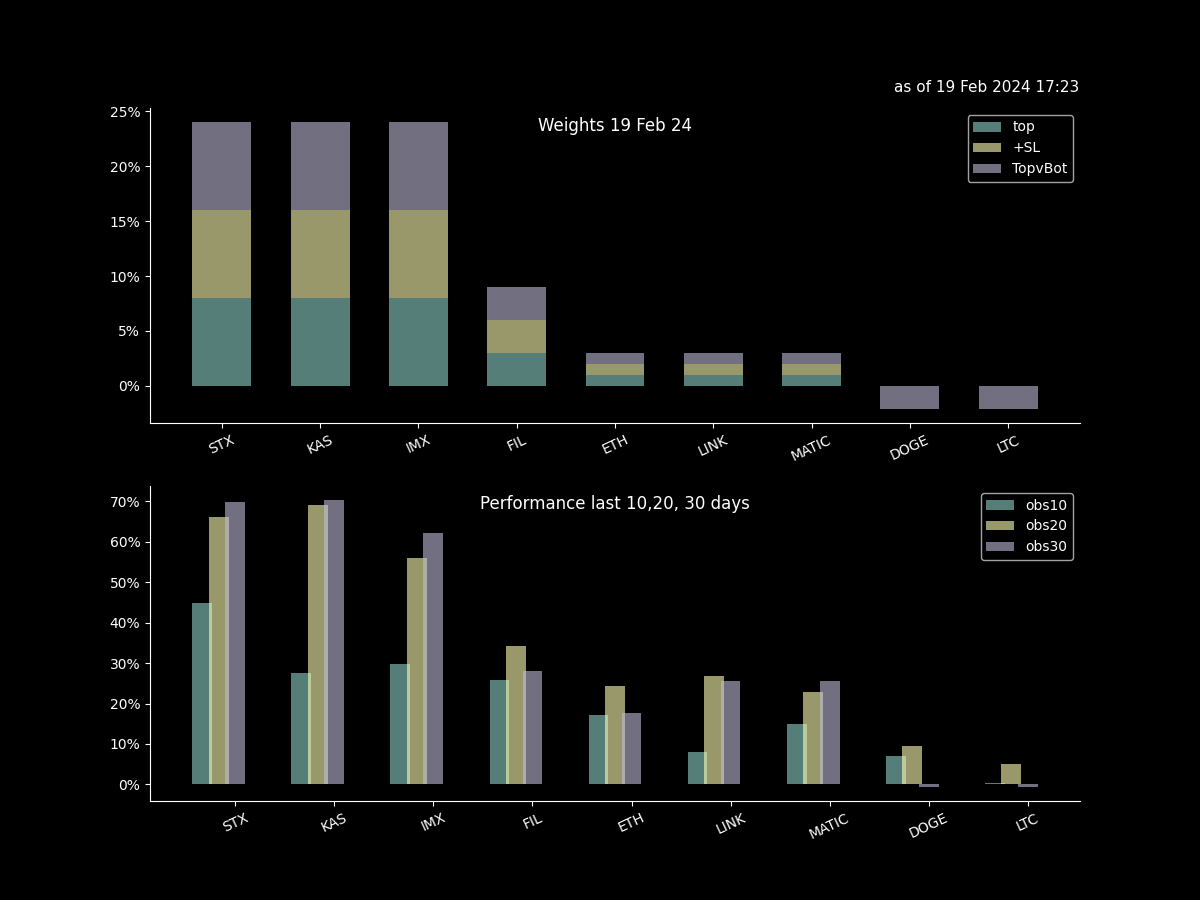 as of 19 Feb 2024 17:23
Weights 19 Feb 24
top
+SL
TopvBot
25%
20%
15%
10%
5%
0%
STX KAS IMX FIL ETH LINK MATIC DOGE LTC
Performance last 10,20, 30 days
obs10
obs20
obs30
70%
60%
50%
40%
30%
20%
10%
0%
STX KAS IMX FIL ETH LINK MATIC DOGE LTC